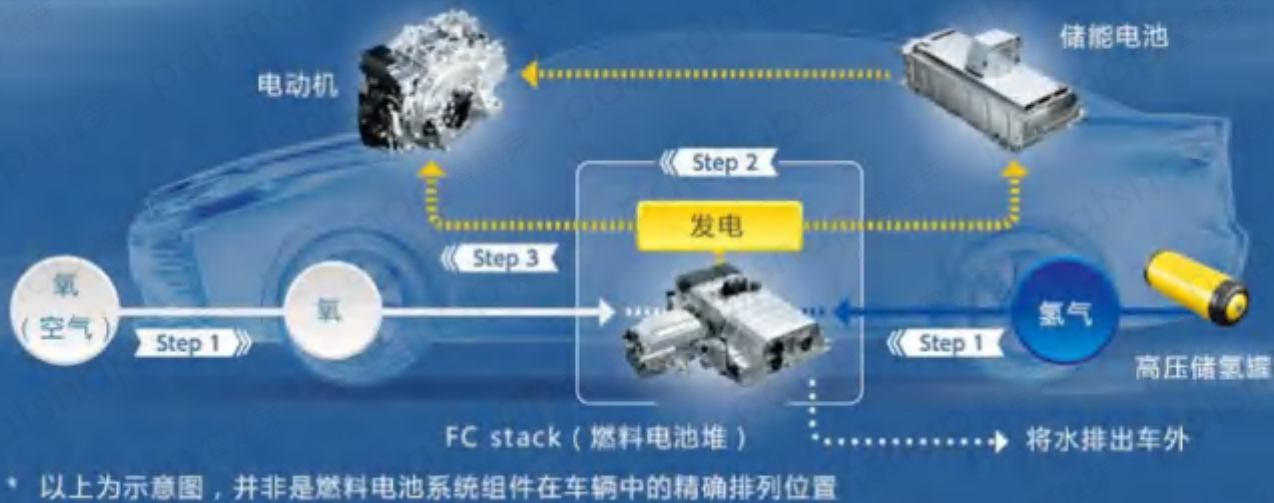 储能电池
电动机
Step 2
发电
Step 3
氧
（空气）
氧
氢气
Step 1
Step 1
高压储氢罐
FC stack（燃料电池堆）
将水排出车外
* 以上为示意图，并非是燃料电池系统组件在车辆中的精确排列位置